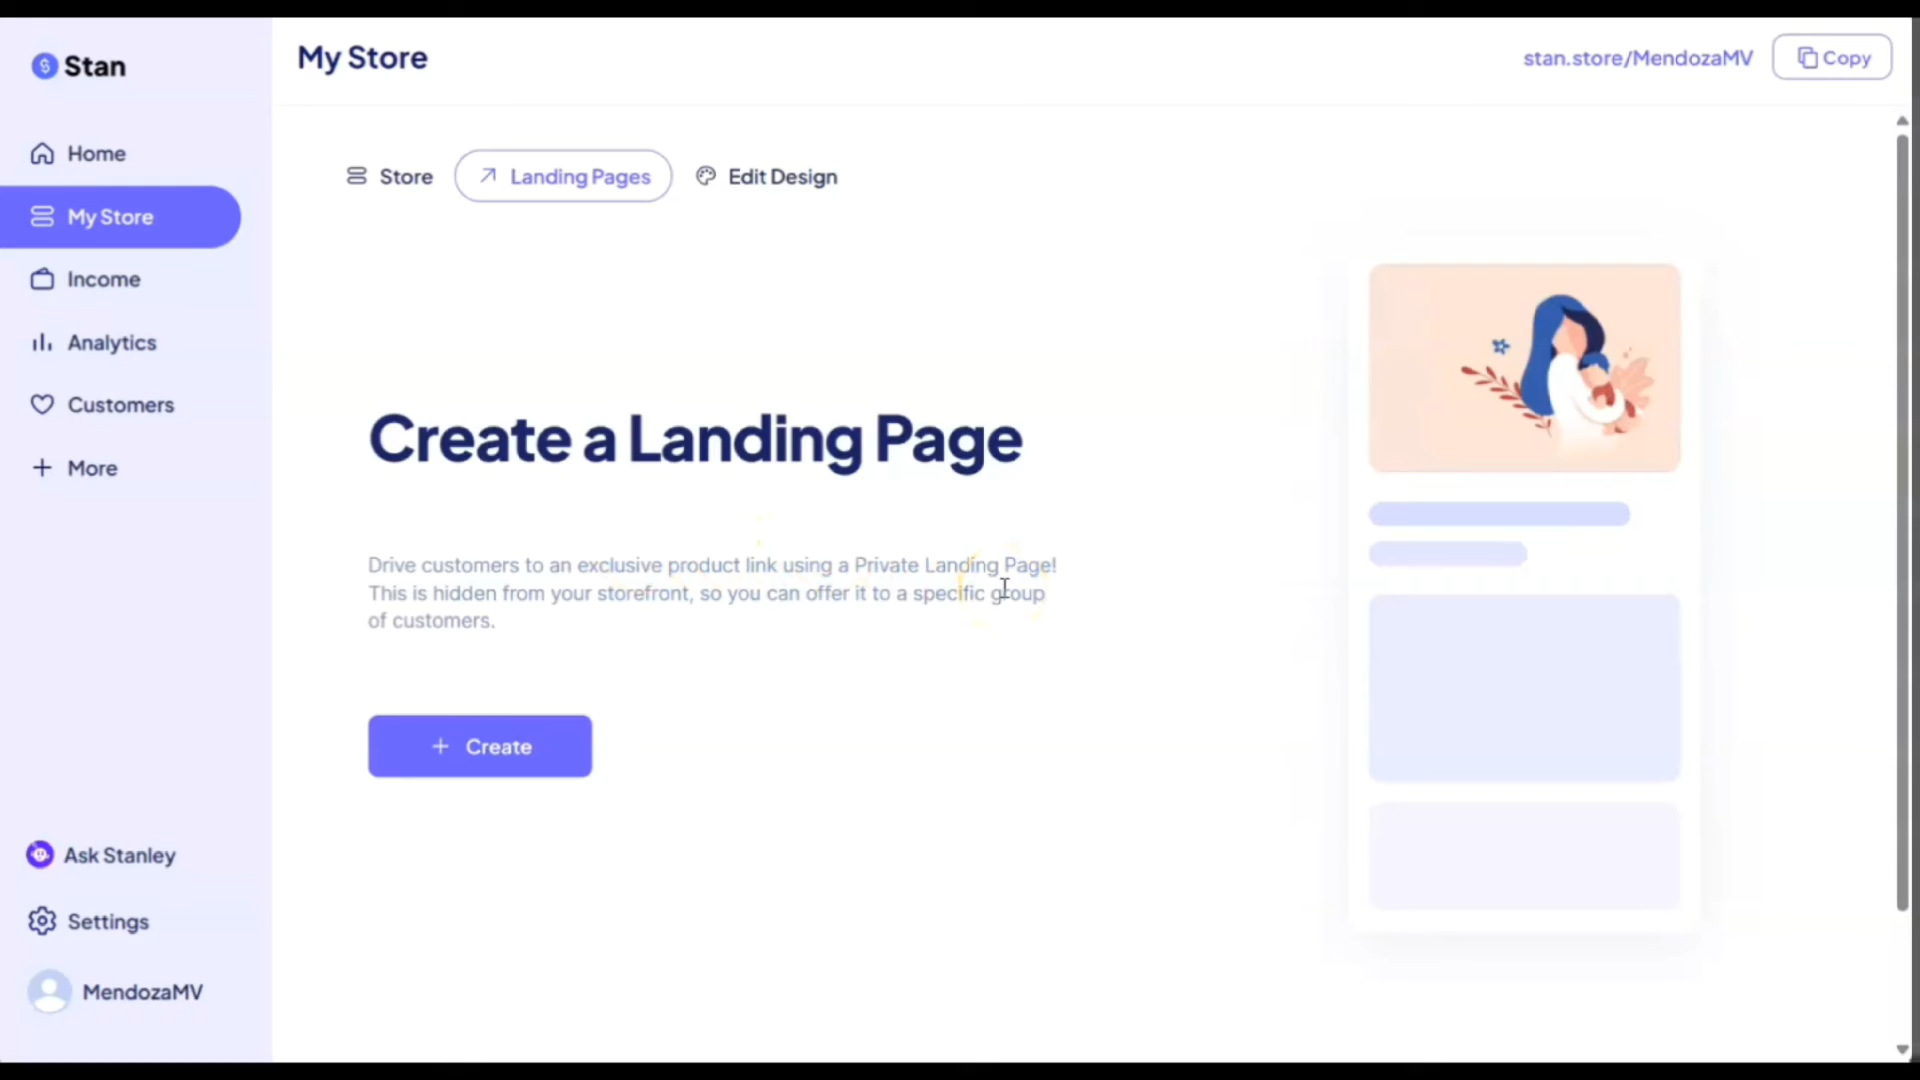 Stan
Home
My Store
Income
Analytics
Customers
More
Ask Stanley
Settings
MendozaMV
My Store
stan.store/MendozaMV
Copy
Store
Landing Pages
Edit Design
Create a Landing Page
Drive customers to an exclusive product link using a Private Landing Page!
This is hidden from your storefront, so you can offer it to a specific group
of customers.
+ Create